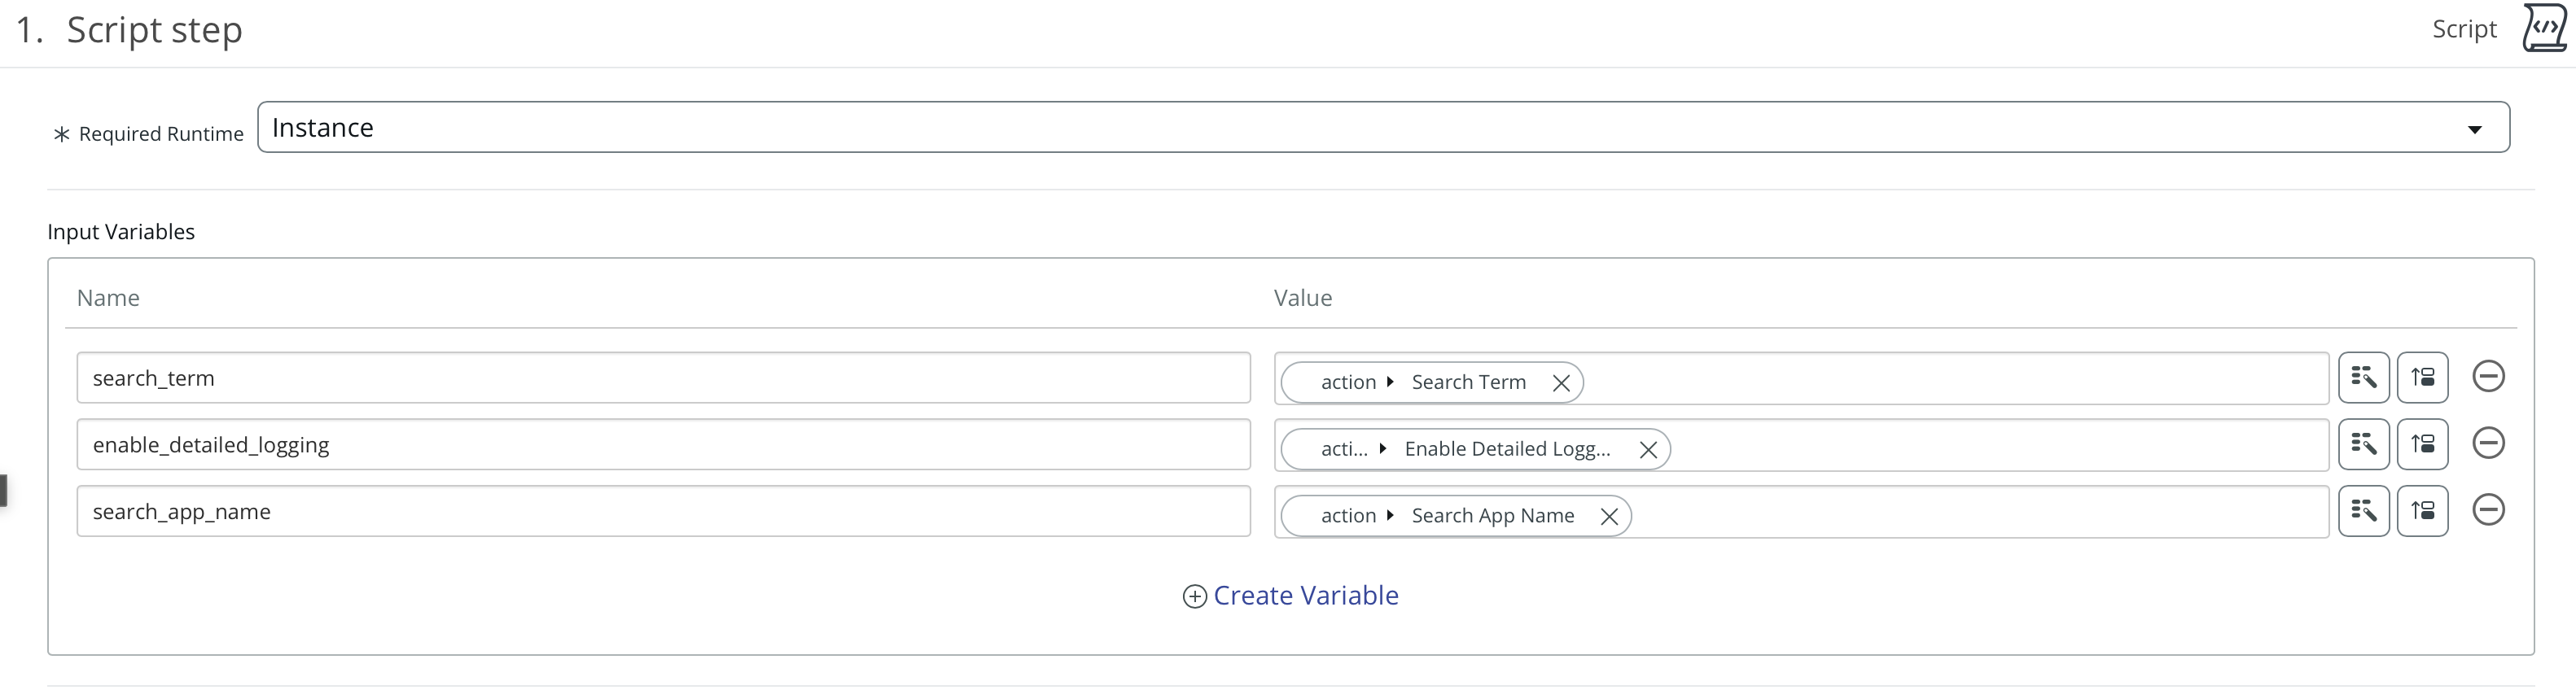 1. Script step
Script
* Required Runtime
Instance
Input Variables
Name
Value
search_term
action Search Term
enable_detailed_logging
acti... Enable Detailed Logg...
search_app_name
action Search App Name
Create Variable